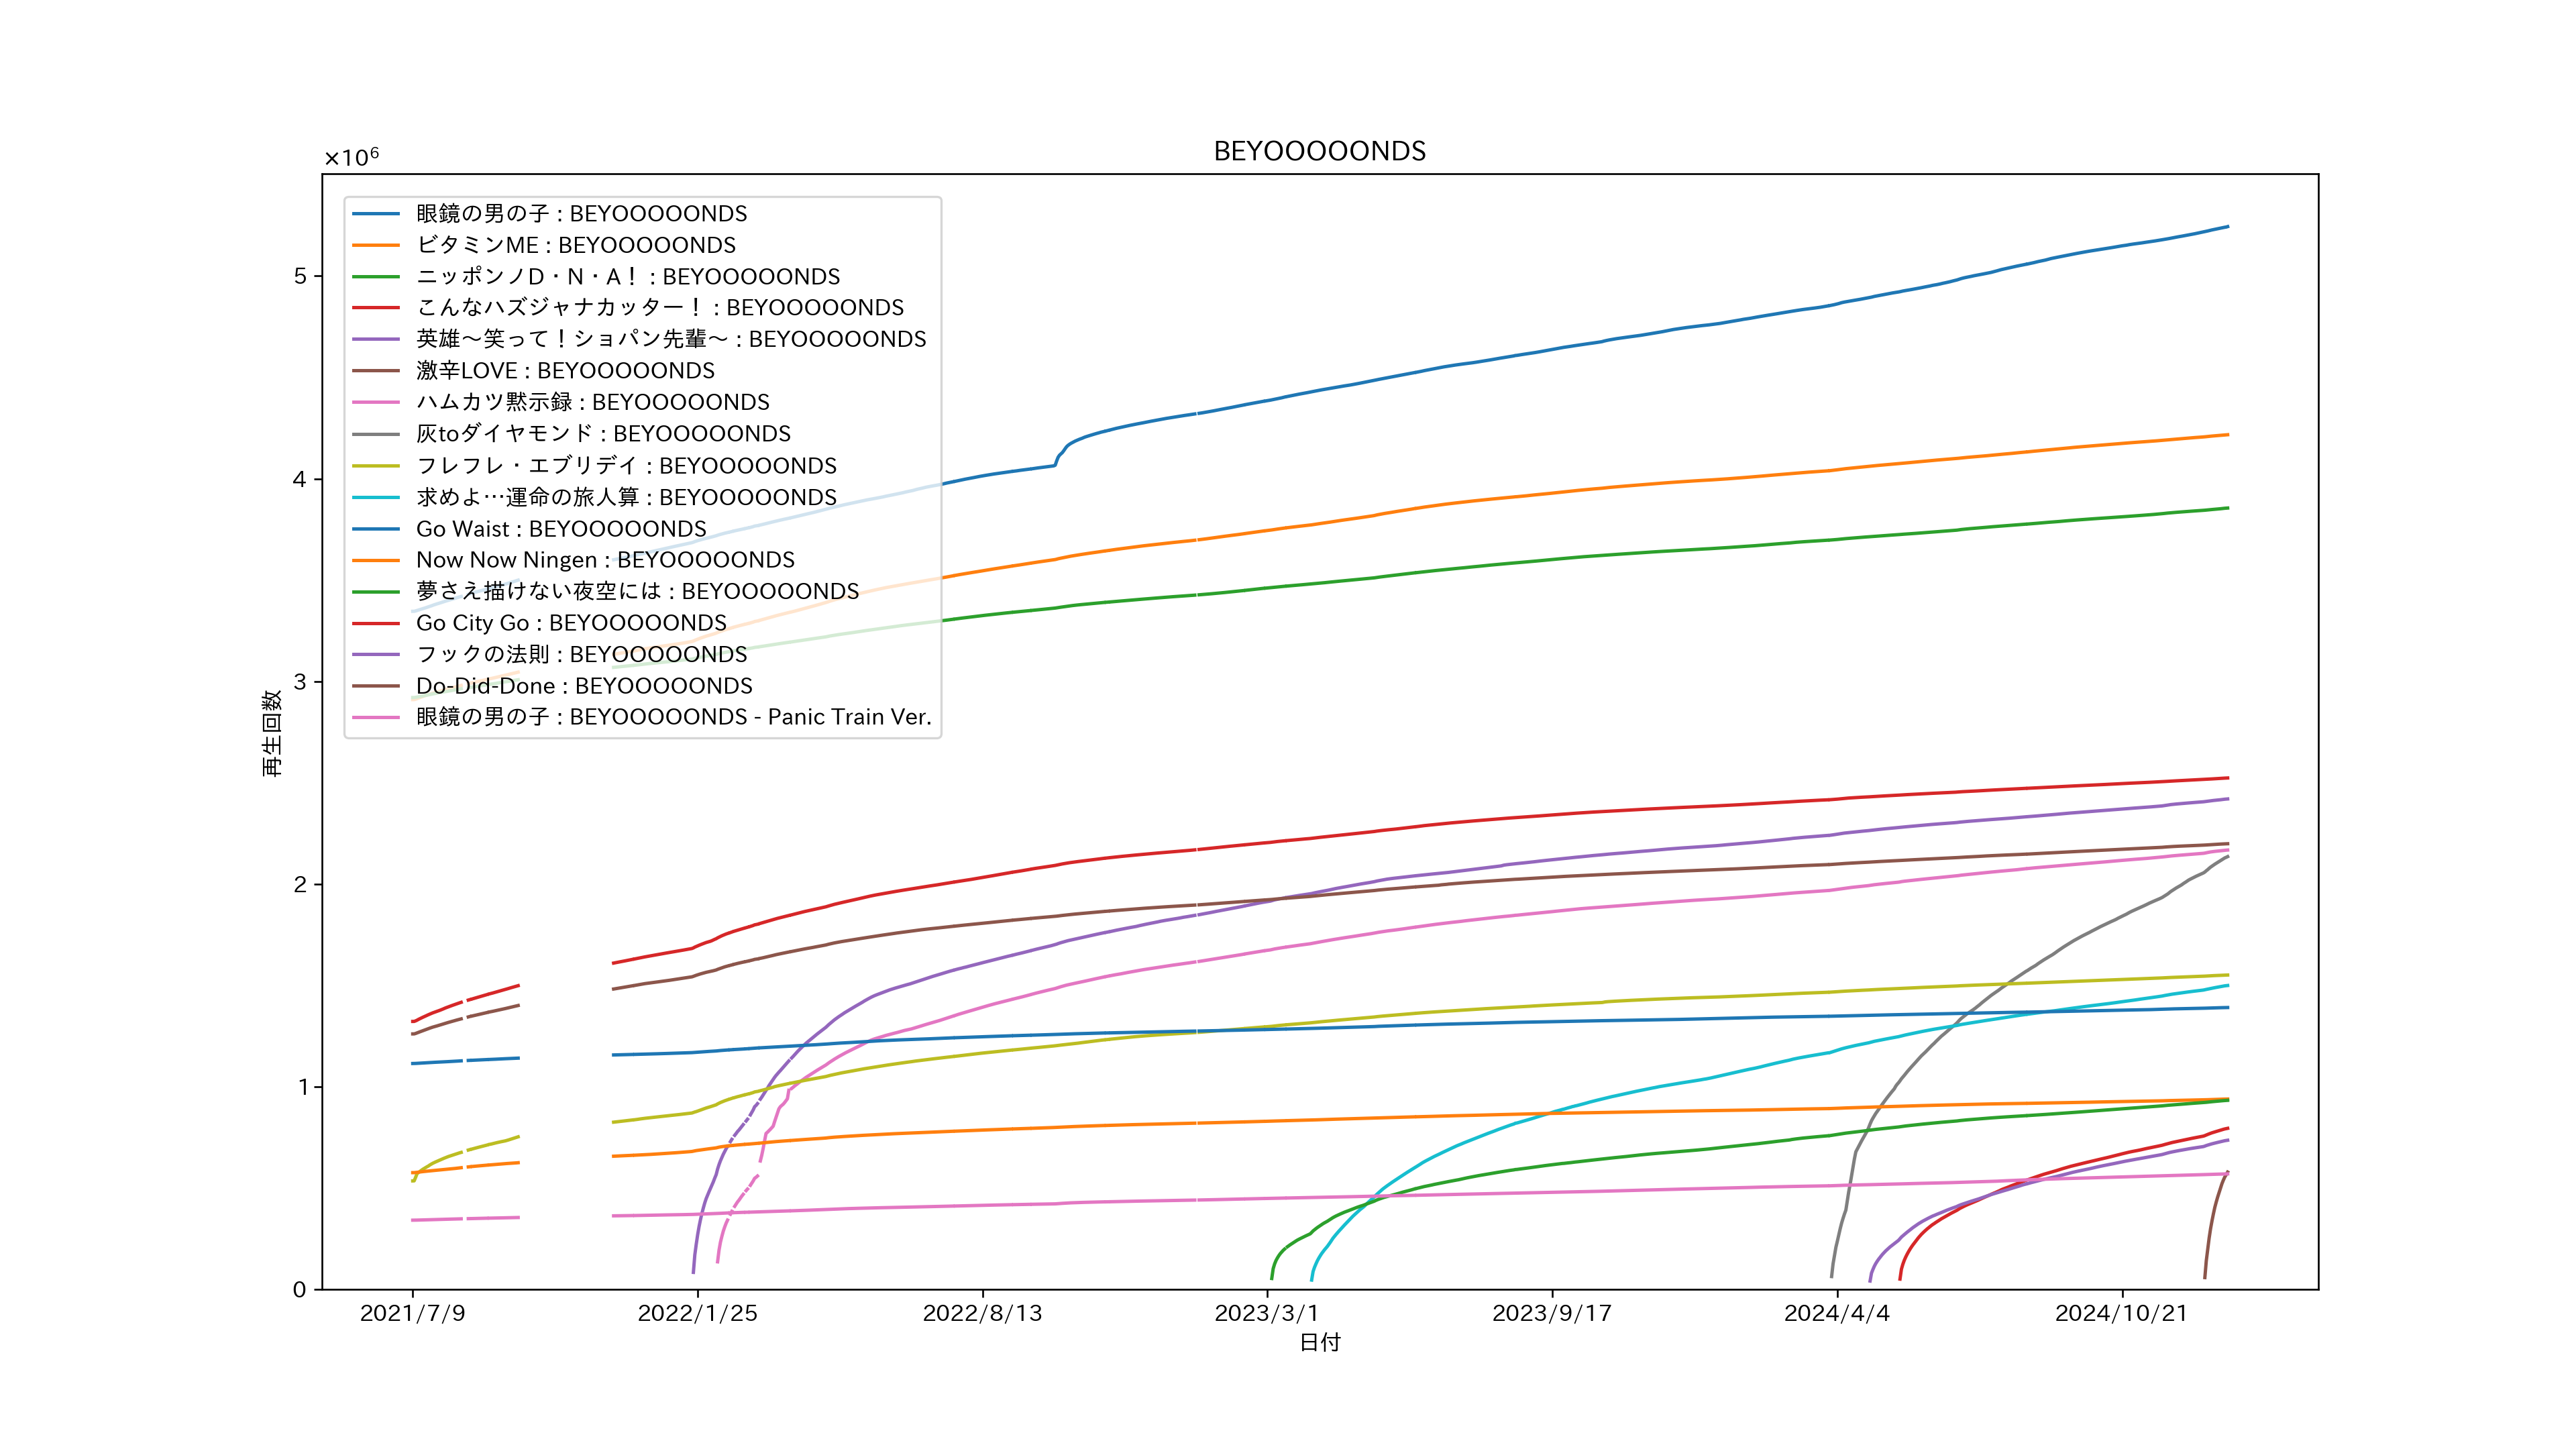 BEYOOOOONDS
×10⁶
眼鏡の男の子 : BEYOOOOONDS
ビタミンME : BEYOOOOONDS
ニッポンノD・N・A！ : BEYOOOOONDS
こんなハズジャナカッター！ : BEYOOOOONDS
英雄～笑って！ショパン先輩～ : BEYOOOOONDS
激辛LOVE : BEYOOOOONDS
ハムカツ黙示録 : BEYOOOOONDS
灰toダイヤモンド : BEYOOOOONDS
フレフレ・エブリデイ : BEYOOOOONDS
求めよ…運命の旅人算 : BEYOOOOONDS
Go Waist : BEYOOOOONDS
Now Now Ningen : BEYOOOOONDS
夢さえ描けない夜空には : BEYOOOOONDS
Go City Go : BEYOOOOONDS
フックの法則 : BEYOOOOONDS
Do-Did-Done : BEYOOOOONDS
眼鏡の男の子 : BEYOOOOONDS - Panic Train Ver.
5
4
3
2
1
0
再生回数
2021/7/9
2022/1/25
2022/8/13
2023/3/1
2023/9/17
2024/4/4
2024/10/21
日付